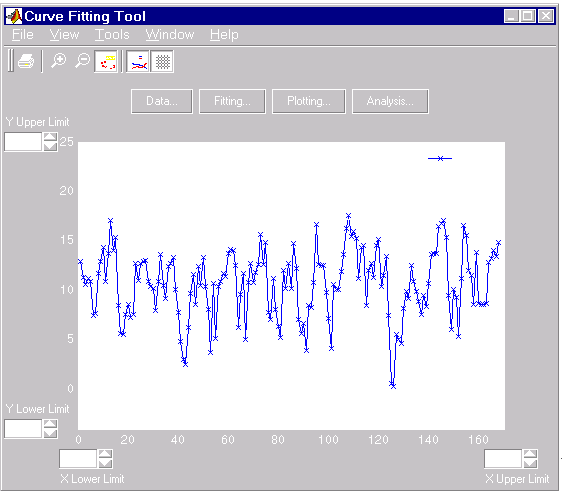 Curve Fitting Tool
File View Tools Window Help
Data... Fitting... Plotting... Analysis...
Y Upper Limit
25
20
15
10
5
0
Y Lower Limit
0 20 40 60 80 100 120 140 160
X Lower Limit X Upper Limit